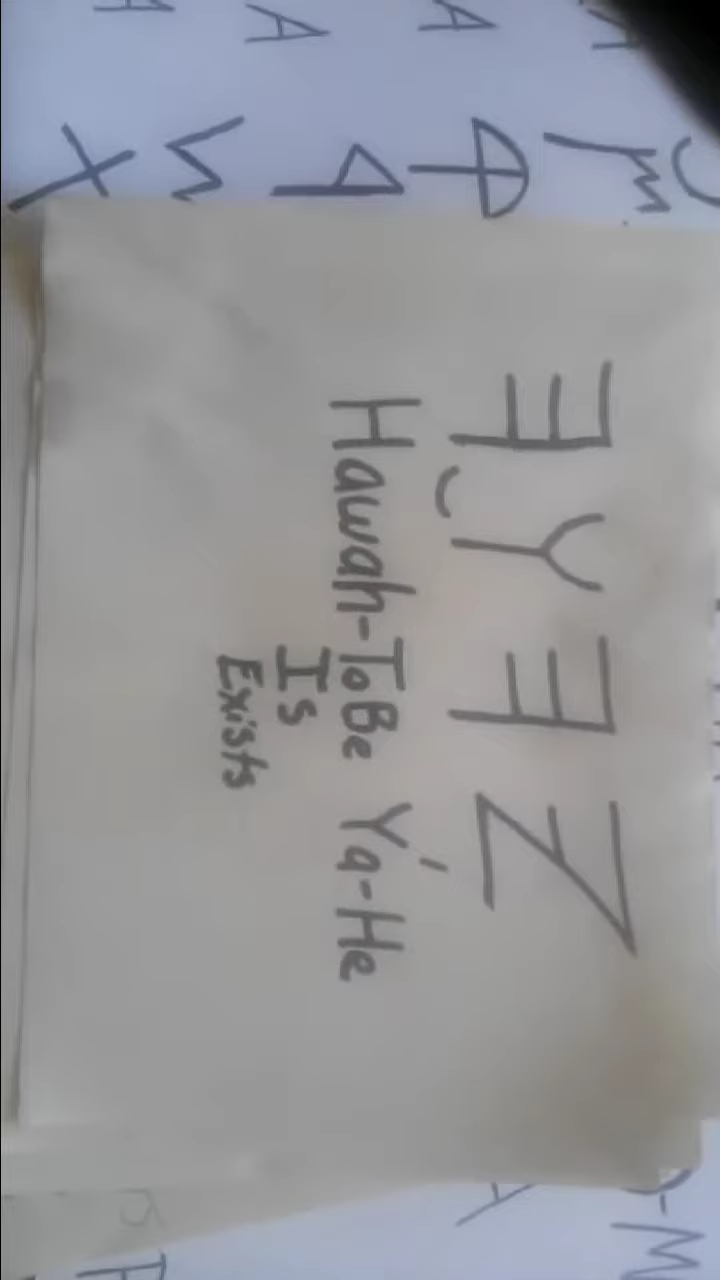 𐤉𐤄𐤅𐤄
Hawah-ToBe Yá-He
Is
Exists
A 𐤑
A 𐤒
A 𐤓
A 𐤔
𐤕